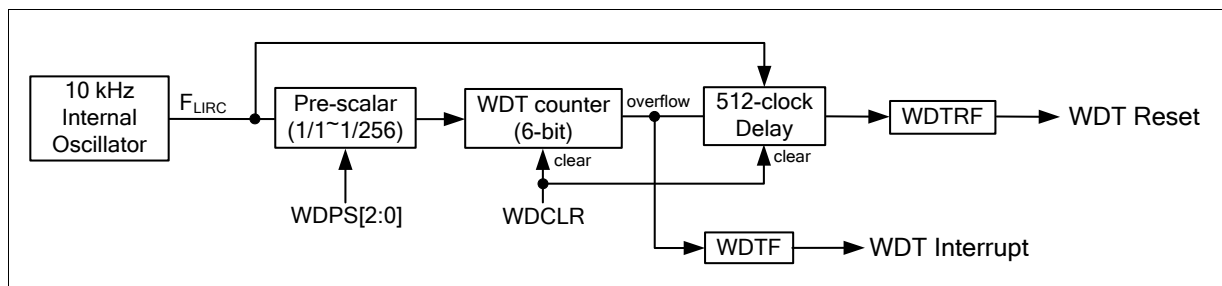 10 kHz
Internal
Oscillator
FLIRC
Pre-scalar
(1/1~1/256)
WDPS[2:0]
WDT counter
(6-bit)
clear
WDCLR
overflow
512-clock
Delay
clear
WDTRF
WDT Reset
WDTF
WDT Interrupt